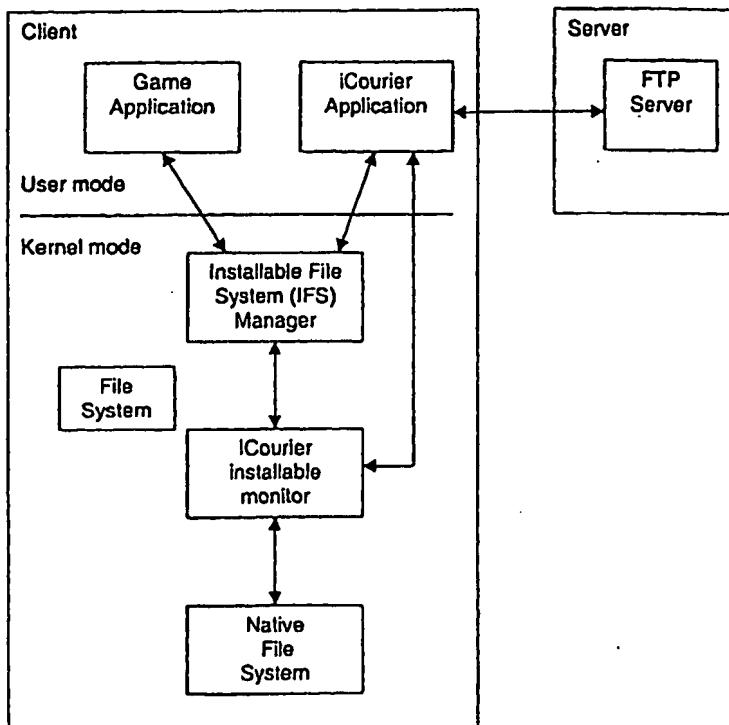 Client
Server
Game
Application
iCourier
Application
FTP
Server
User mode
Kernel mode
Installable File
System (IFS)
Manager
File
System
ICourier
installable
monitor
Native
File
System